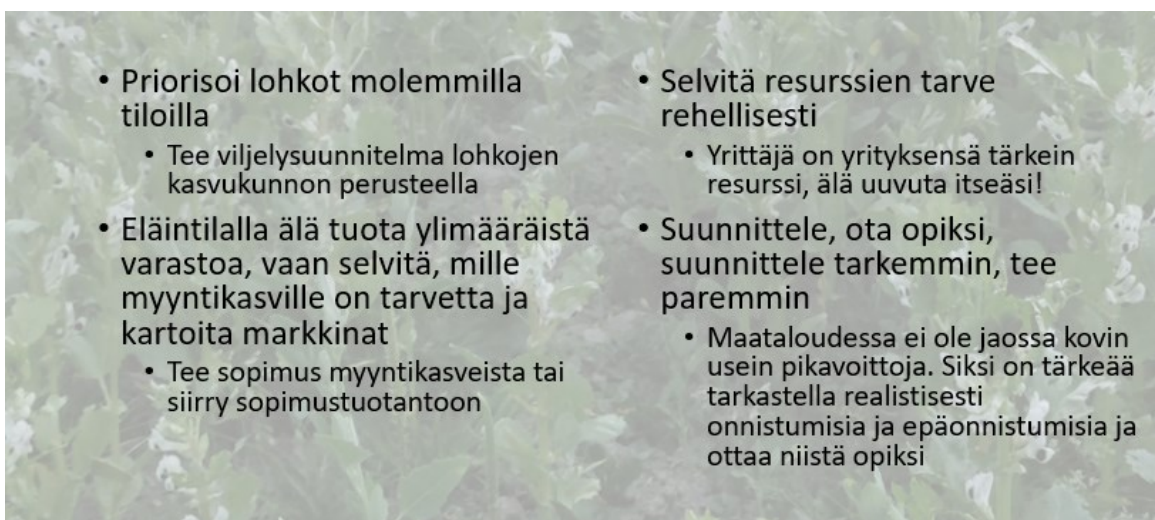 • Priorisoi lohkot molemmilla
tiloilla
• Tee viljelysuunnitelma lohkojen
kasvukunnon perusteella
• Eläintilalla älä tuota ylimääräistä
varastoa, vaan selvitä, mille
myyntikasville on tarvetta ja
kartoita markkinat
• Tee sopimus myyntikasveista tai
siirry sopimustuotantoon
• Selvitä resurssien tarve
rehellisesti
• Yrittäjä on yrityksensä tärkein
resurssi, älä uuvuta itseäsi!
• Suunnittele, ota opiksi,
suunnittele tarkemmin, tee
paremmin
• Maataloudessa ei ole jaossa kovin
usein pikavoittoja. Siksi on tärkeää
tarkastella realistisesti
onnistumisia ja epäonnistumisia ja
ottaa niistä opiksi